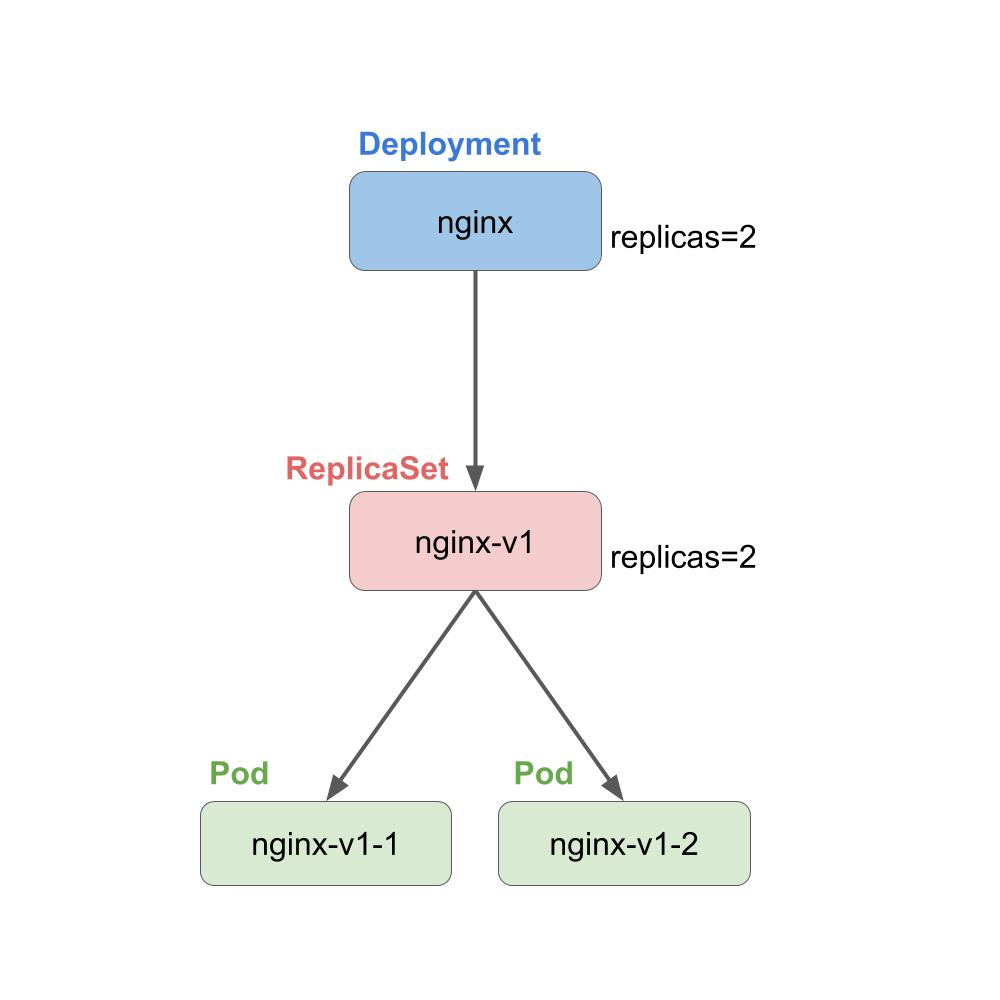 Deployment
nginx
replicas=2
ReplicaSet
nginx-v1
replicas=2
Pod
Pod
nginx-v1-1
nginx-v1-2